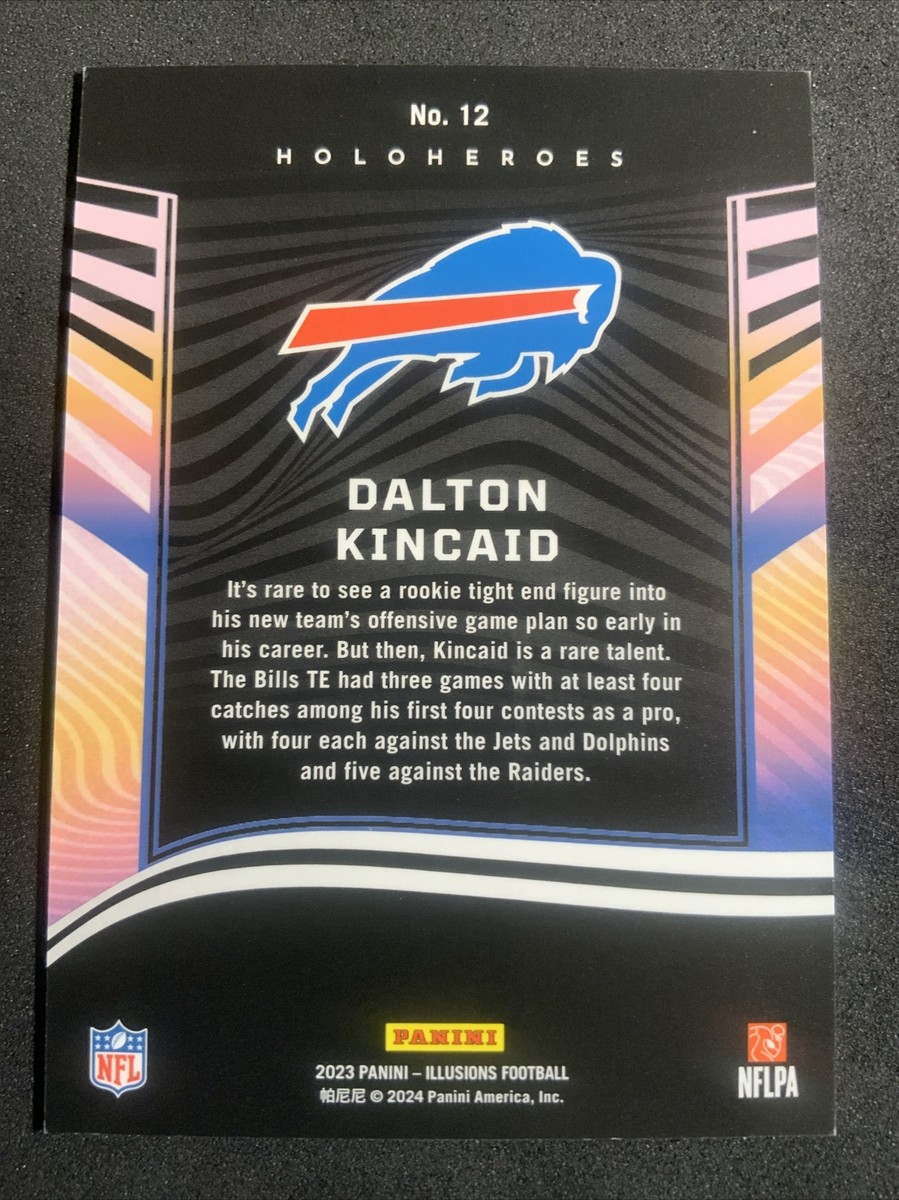 No. 12
HOLOHEROES
DALTON
KINCAID
It's rare to see a rookie tight end figure into
his new team's offensive game plan so early in
his career. But then, Kincaid is a rare talent.
The Bills TE had three games with at least four
catches among his first four contests as a pro,
with four each against the Jets and Dolphins
and five against the Raiders.
PANINI
NFL
2023 PANINI – ILLUSIONS FOOTBALL
帕尼尼 © 2024 Panini America, Inc.
NFLPA